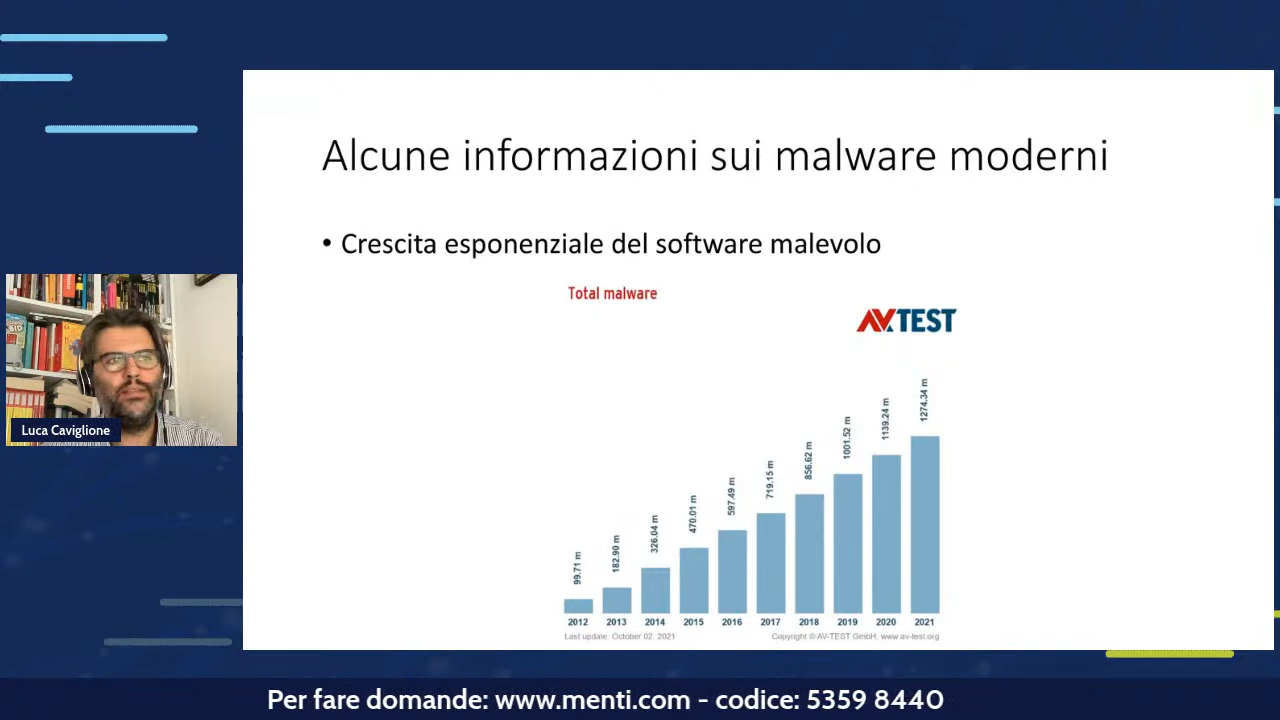 Alcune informazioni sui malware moderni
• Crescita esponenziale del software malevolo
Total malware
AVTEST
99.71 m
182.90 m
326.04 m
470.01 m
597.49 m
719.15 m
856.62 m
1001.52 m
1139.24 m
1274.34 m
2012 2013 2014 2015 2016 2017 2018 2019 2020 2021
Last update: October 02, 2021
Copyright © AV-TEST GmbH, www.av-test.org
Luca Caviglione
Per fare domande: www.menti.com - codice: 5359 8440